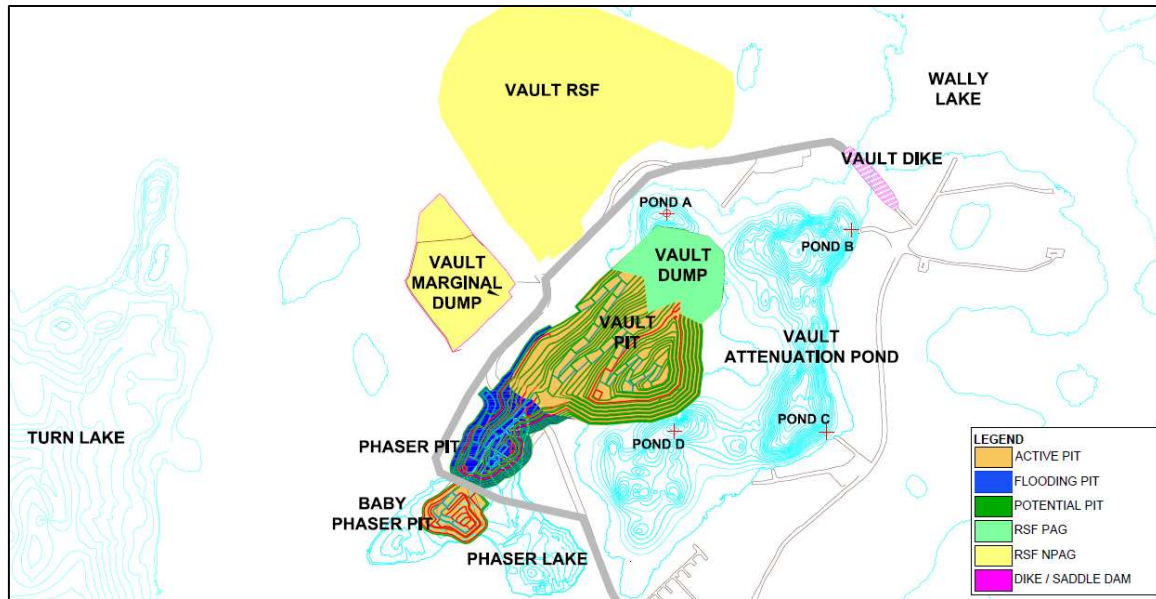 VAULT RSF
WALLY
LAKE
VAULT DIKE
POND A
POND B
VAULT
DUMP
VAULT
MARGINAL
DUMP
VAULT
PIT
VAULT
ATTENUATION POND
TURN LAKE
PHASER PIT
POND D
POND C
BABY
PHASER PIT
PHASER LAKE
LEGEND
ACTIVE PIT
FLOODING PIT
POTENTIAL PIT
RSF PAG
RSF NPAG
DIKE / SADDLE DAM